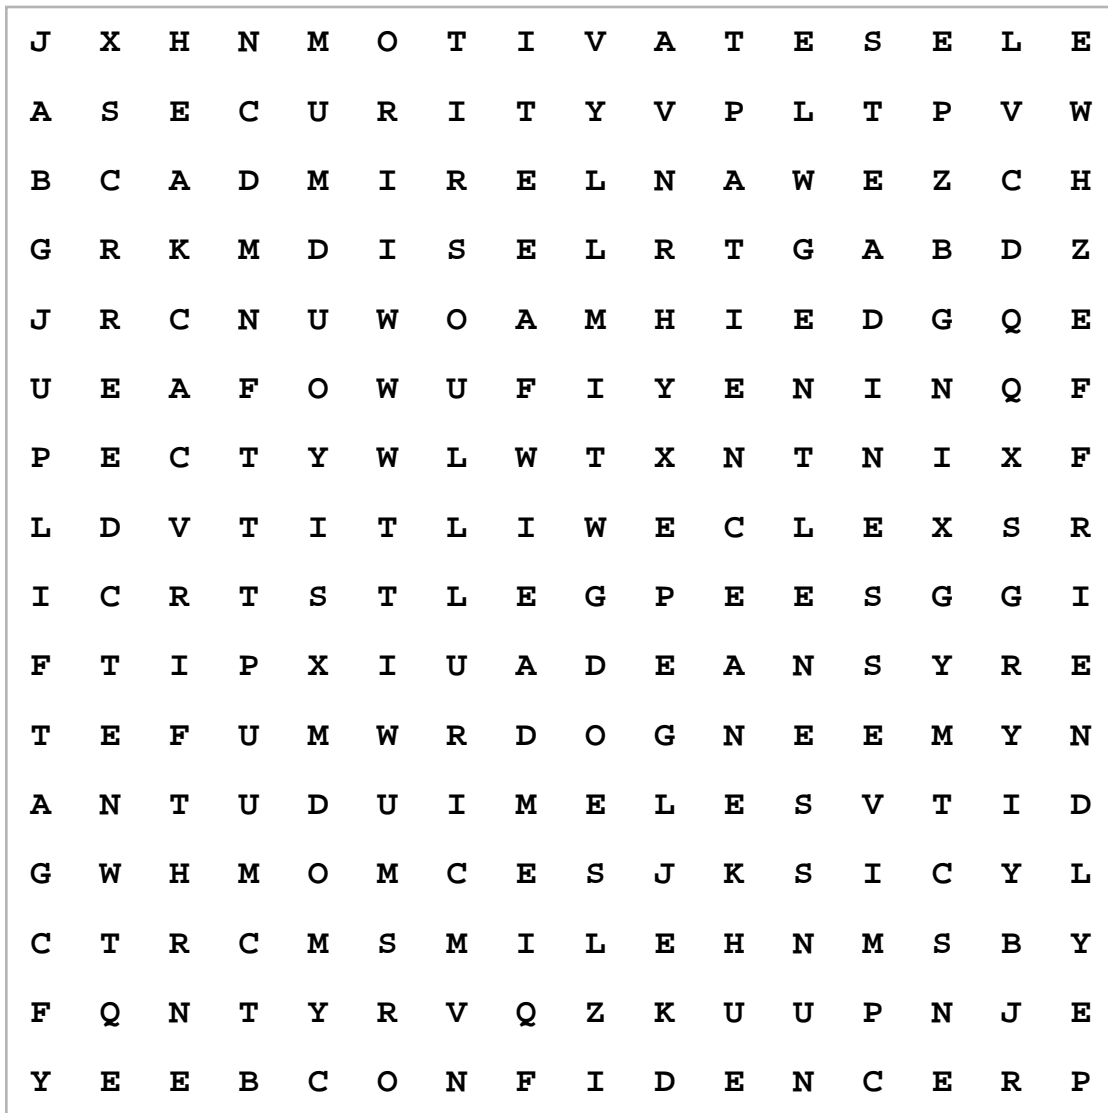 J X H N M O T I V A T E S E L E
A S E C U R I T Y V P L T P V W
B C A D M I R E L N A W E Z C H
G R K M D I S E L R T G A B D Z
J R C N U W O A M H I E D G Q E
U E A F O W U F I Y E N I N Q F
P E C T Y W L W T X N T N I X F
L D V T I T L I W E C L E X S R
I C R T S T L E G P E E S G G I
F T I P X I U A D E A N S Y R E
T E F U M W R D O G N E E M Y N
A N T U D U I M E L E S V T I D
G W H M O M C E S J K S I C Y L
C T R C M S M I L E H N M S B Y
F Q N T Y R V Q Z K U U P N J E
Y E E B C O N F I D E N C E R P